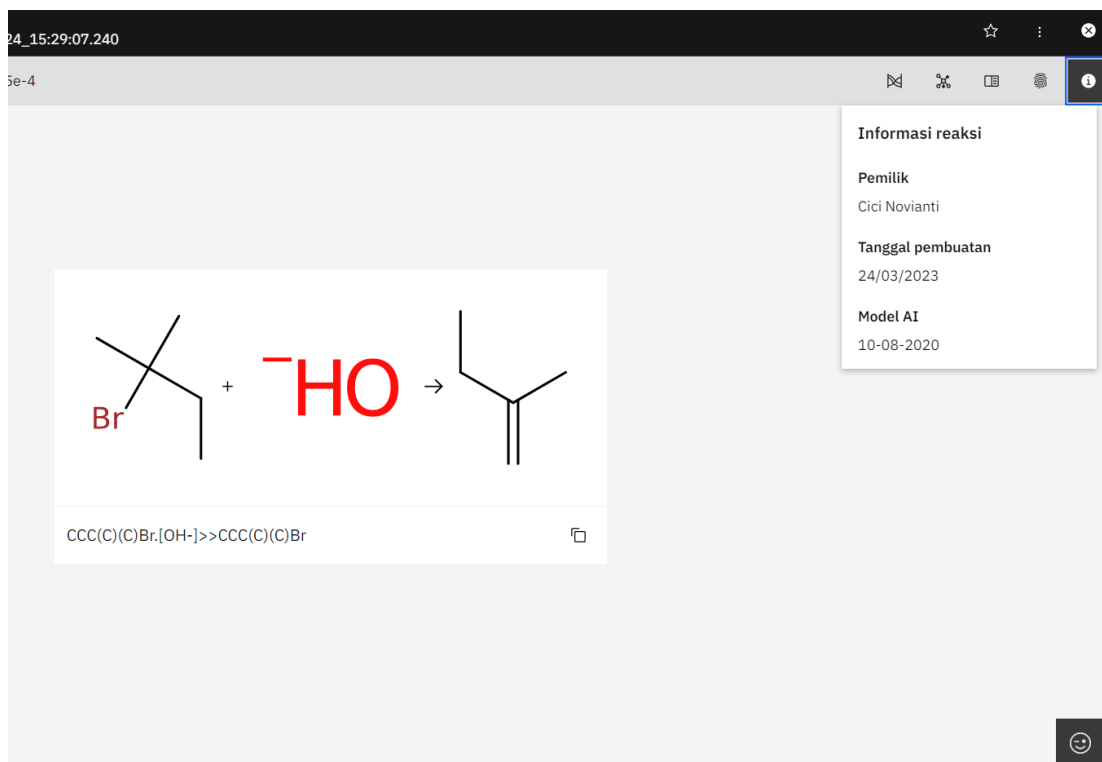 24_15:29:07.240
5e-4
Informasi reaksi
Pemilik
Cici Novianti
Tanggal pembuatan
24/03/2023
Model AI
10-08-2020
Br + ⁻HO →
CCC(C)(C)Br.[OH-]>>CCC(C)(C)Br